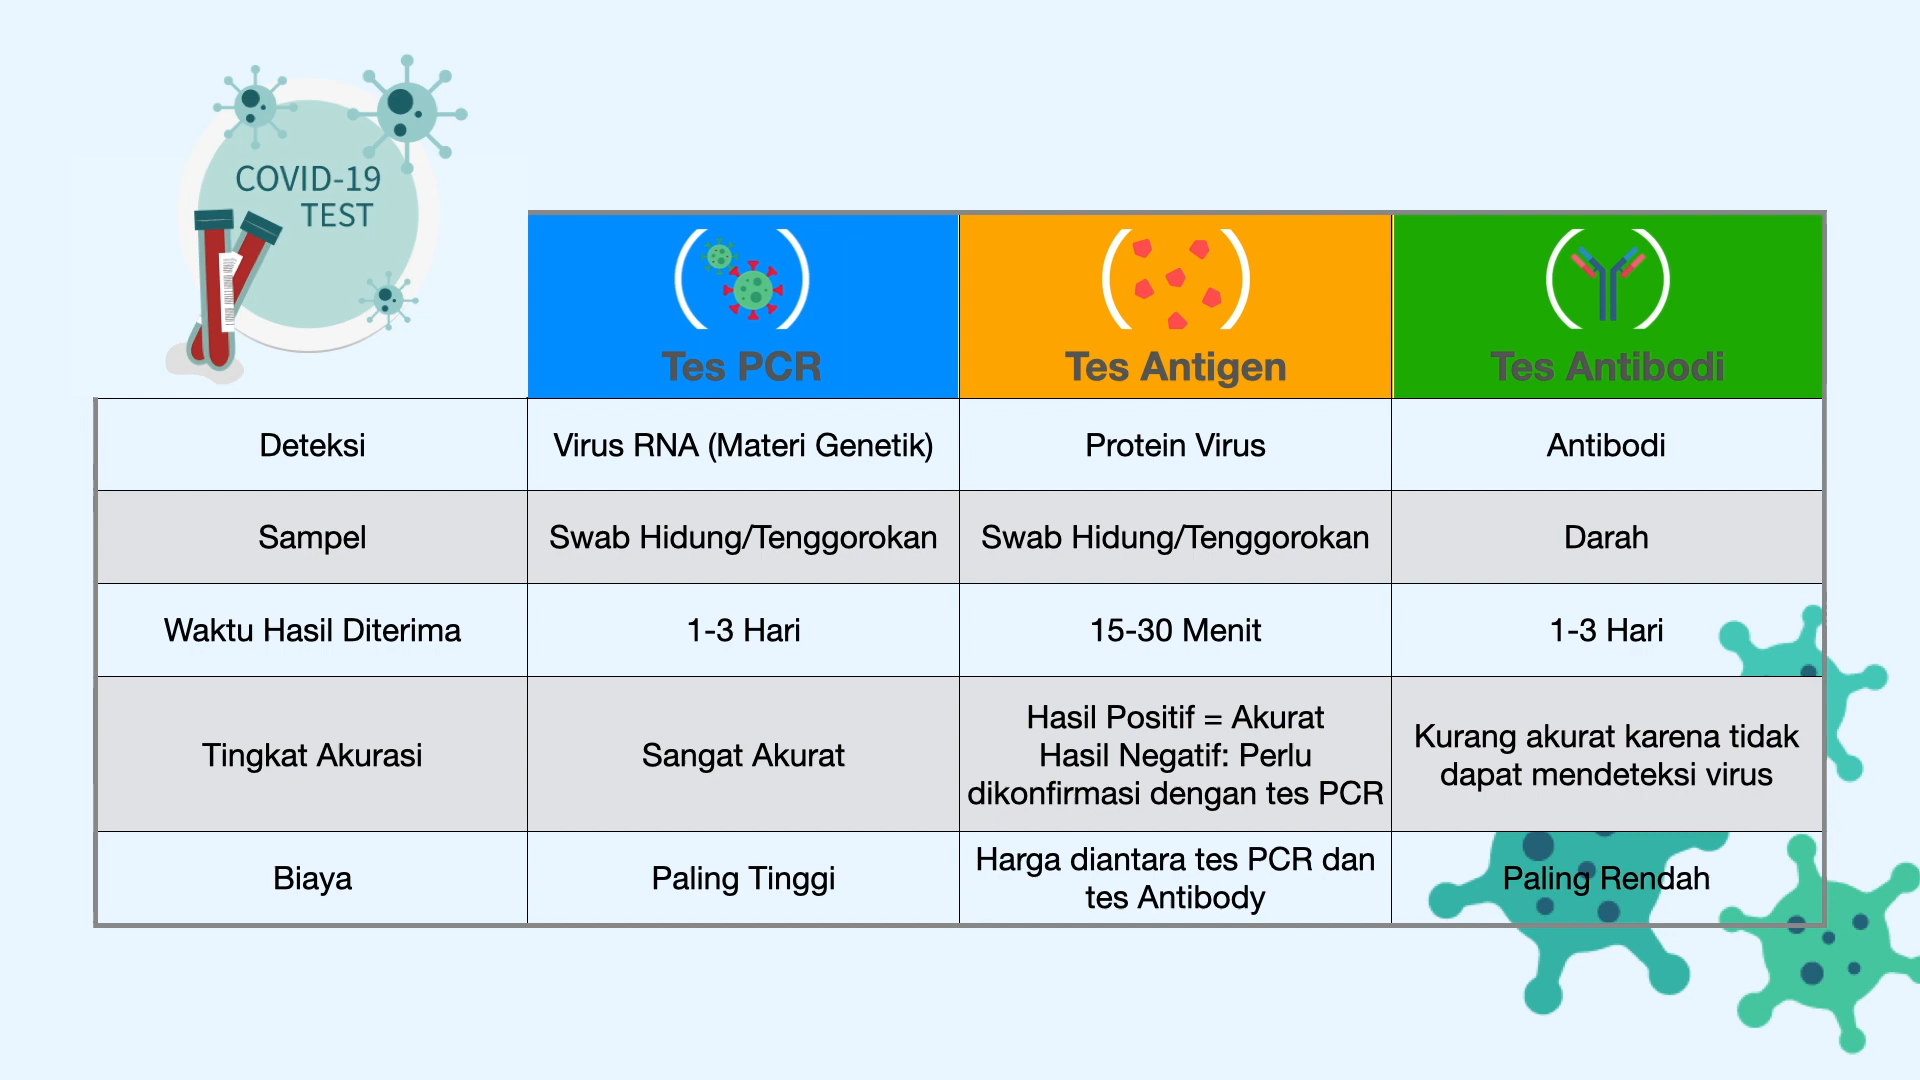 COVID-19
TEST
Tes PCR
Tes Antigen
Tes Antibodi
Deteksi
Virus RNA (Materi Genetik)
Protein Virus
Antibodi
Sampel
Swab Hidung/Tenggorokan
Swab Hidung/Tenggorokan
Darah
Waktu Hasil Diterima
1-3 Hari
15-30 Menit
1-3 Hari
Tingkat Akurasi
Sangat Akurat
Hasil Positif = Akurat
Hasil Negatif: Perlu
dikonfirmasi dengan tes PCR
Kurang akurat karena tidak
dapat mendeteksi virus
Biaya
Paling Tinggi
Harga diantara tes PCR dan
tes Antibody
Paling Rendah